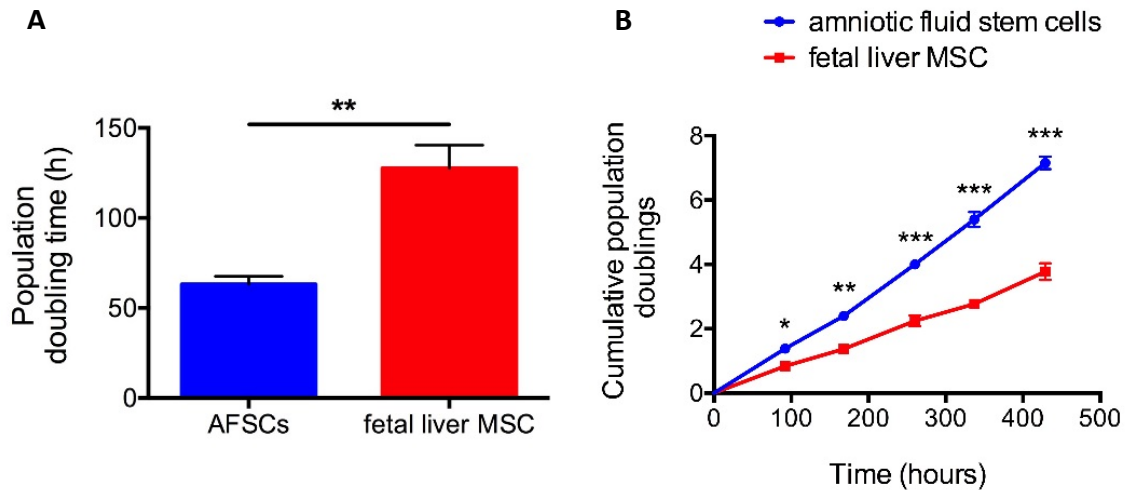 A
**
Population
doubling time (h)
150
100
50
0
AFSCs
fetal liver MSC
B
amniotic fluid stem cells
fetal liver MSC
Cumulative population
doublings
8
6
4
2
0
*
**
***
***
***
0
100
200
300
400
500
Time (hours)